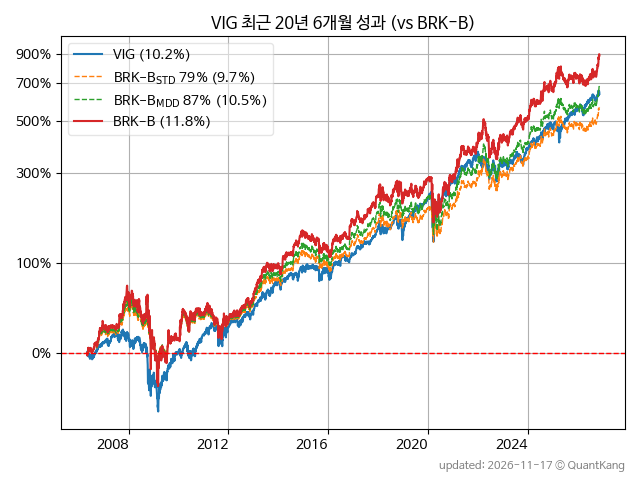 VIG 최근 20년 6개월 성과 (vs BRK-B)
900%
700%
500%
300%
100%
0%
VIG (10.2%)
BRK-B_STD 79% (9.7%)
BRK-B_MDD 87% (10.5%)
BRK-B (11.8%)
2008
2012
2016
2020
2024
updated: 2026-11-17 © QuantKang